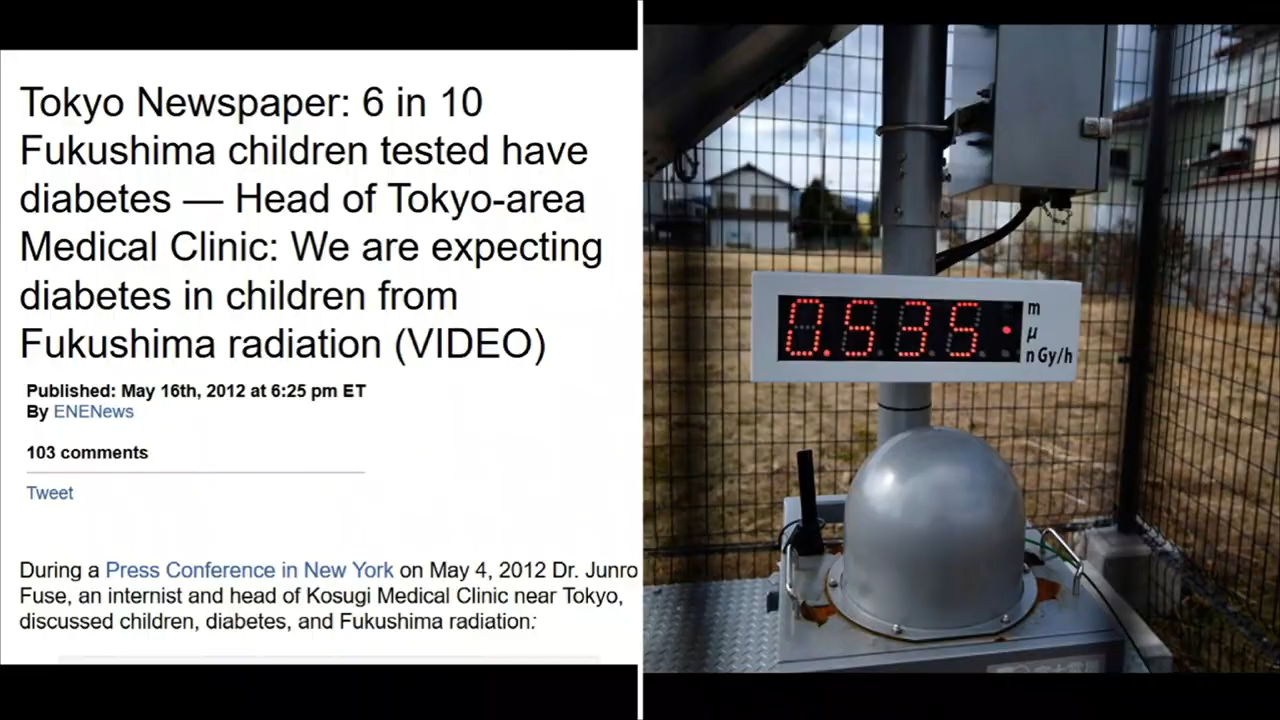 Tokyo Newspaper: 6 in 10
Fukushima children tested have
diabetes — Head of Tokyo-area
Medical Clinic: We are expecting
diabetes in children from
Fukushima radiation (VIDEO)
Published: May 16th, 2012 at 6:25 pm ET
By ENENews
103 comments
Tweet
During a Press Conference in New York on May 4, 2012 Dr. Junro
Fuse, an internist and head of Kosugi Medical Clinic near Tokyo,
discussed children, diabetes, and Fukushima radiation:
0.535
m
μ
n Gy/h